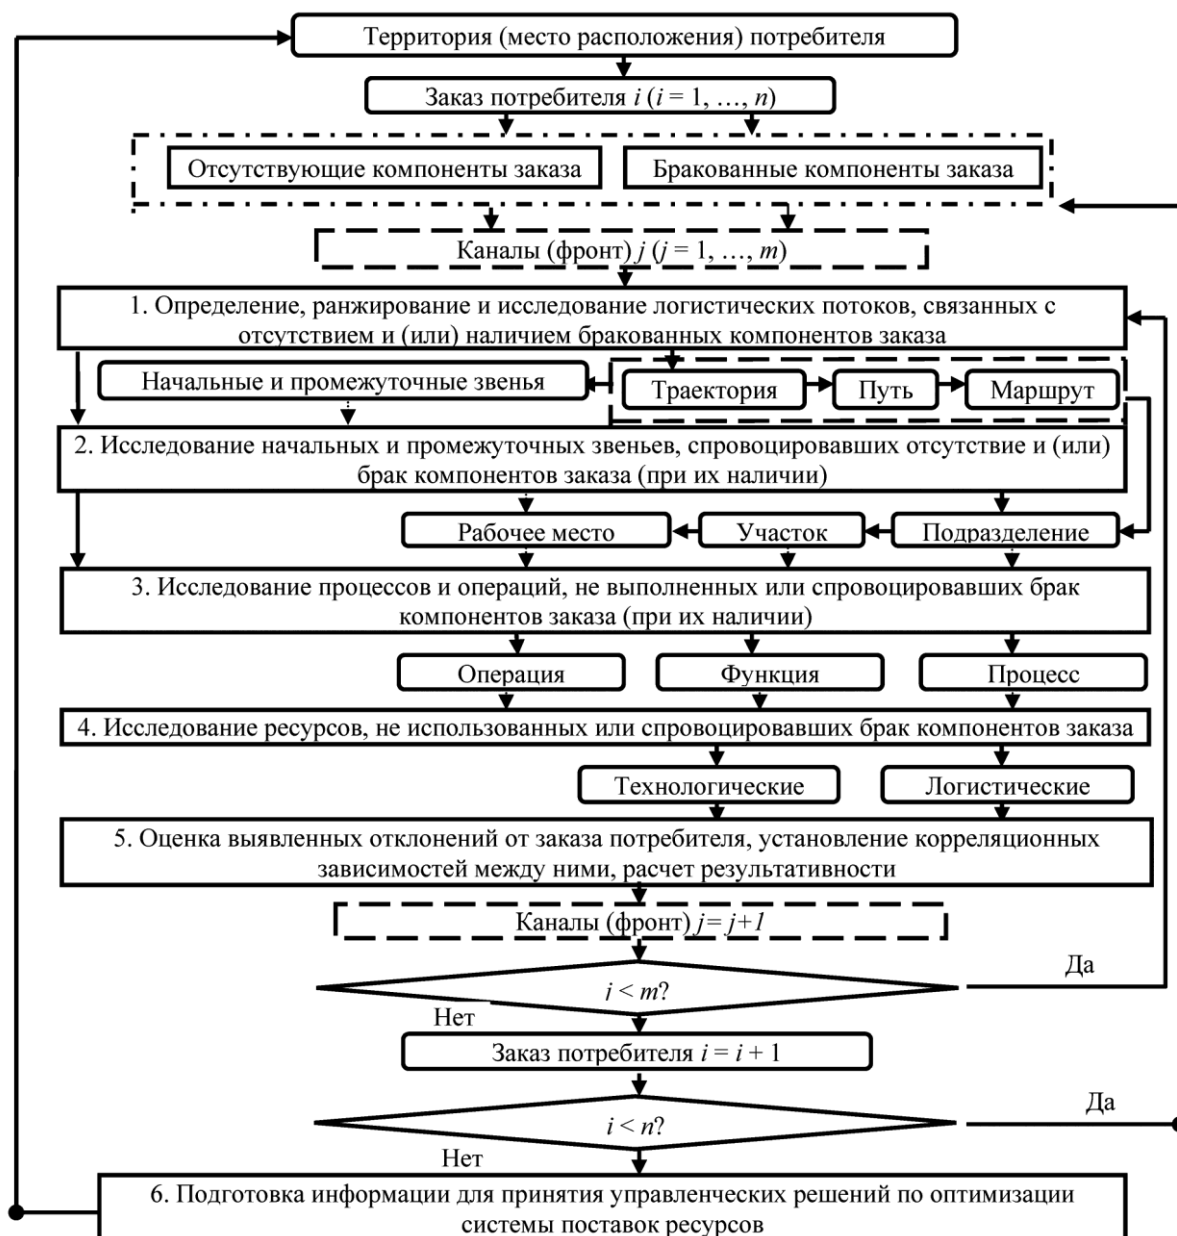 Территория (место расположения) потребителя
Заказ потребителя i (i = 1, …, n)
Отсутствующие компоненты заказа
Бракованные компоненты заказа
Каналы (фронт) j (j = 1, …, m)
1. Определение, ранжирование и исследование логистических потоков, связанных с
отсутствием и (или) наличием бракованных компонентов заказа
Начальные и промежуточные звенья
Траектория
Путь
Маршрут
2. Исследование начальных и промежуточных звеньев, спровоцировавших отсутствие и (или)
брак компонентов заказа (при их наличии)
Рабочее место
Участок
Подразделение
3. Исследование процессов и операций, не выполненных или спровоцировавших брак
компонентов заказа (при их наличии)
Операция
Функция
Процесс
4. Исследование ресурсов, не использованных или спровоцировавших брак компонентов заказа
Технологические
Логистические
5. Оценка выявленных отклонений от заказа потребителя, установление корреляционных
зависимостей между ними, расчет результативности
Каналы (фронт) j= j+1
Да
j < m?
Нет
Заказ потребителя i = i + 1
Да
i < n?
Нет
6. Подготовка информации для принятия управленческих решений по оптимизации
системы поставок ресурсов